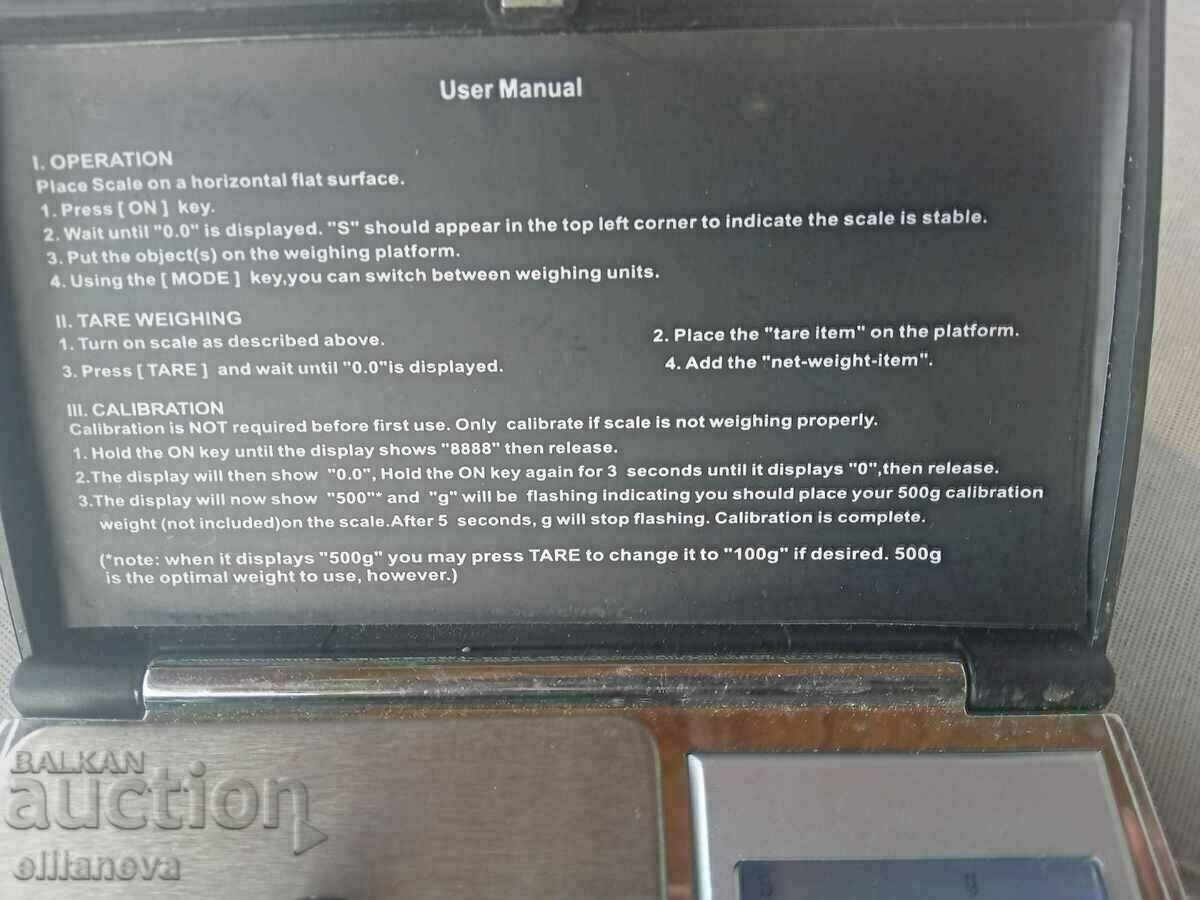 User Manual
I. OPERATION
Place Scale on a horizontal flat surface.
1. Press [ ON ] key.
2. Wait until "0.0" is displayed. "S" should appear in the top left corner to indicate the scale is stable.
3. Put the object(s) on the weighing platform.
4. Using the [ MODE ] key,you can switch between weighing units.
II. TARE WEIGHING
1. Turn on scale as described above.
2. Place the "tare item" on the platform.
3. Press [ TARE ] and wait until "0.0"is displayed.
4. Add the "net-weight-item".
III. CALIBRATION
Calibration is NOT required before first use. Only calibrate if scale is not weighing properly.
1. Hold the ON key until the display shows "8888" then release.
2.The display will then show "0.0", Hold the ON key again for 3 seconds until it displays "0",then release.
3.The display will now show "500"* and "g" will be flashing indicating you should place your 500g calibration
weight (not included)on the scale.After 5 seconds, g will stop flashing. Calibration is complete.
(*note: when it displays "500g" you may press TARE to change it to "100g" if desired. 500g
is the optimal weight to use, however.)
BALKAN
auction
ellianeva